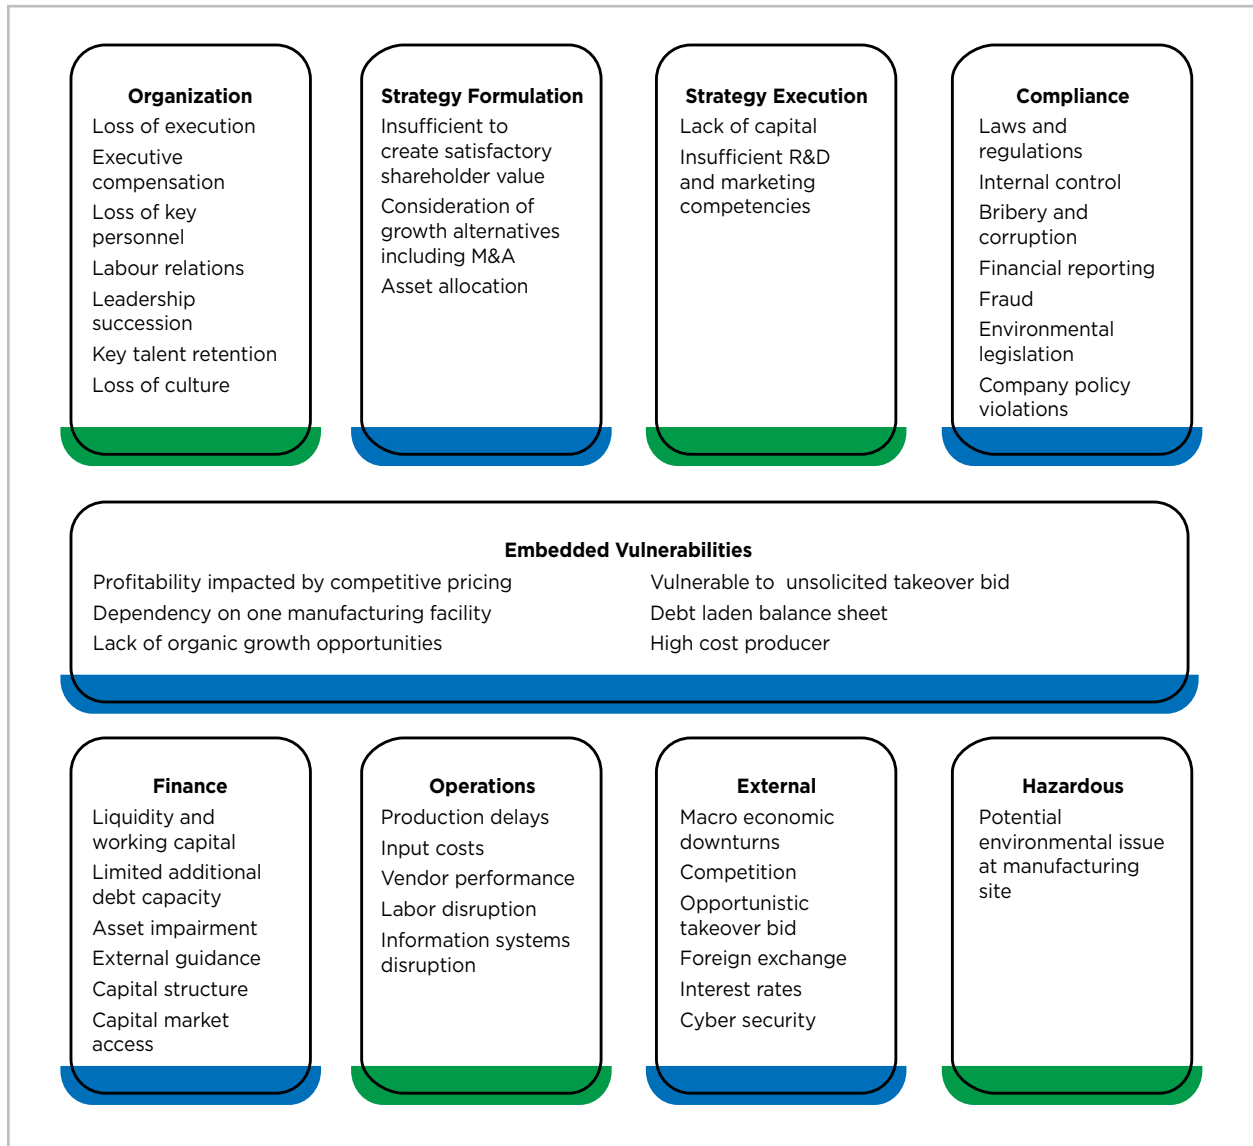 Organization
Loss of execution
Executive
compensation
Loss of key
personnel
Labour relations
Leadership
succession
Key talent retention
Loss of culture
Strategy Formulation
Insufficient to
create satisfactory
shareholder value
Consideration of
growth alternatives
including M&A
Asset allocation
Strategy Execution
Lack of capital
Insufficient R&D
and marketing
competencies
Compliance
Laws and
regulations
Internal control
Bribery and
corruption
Financial reporting
Fraud
Environmental
legislation
Company policy
violations
Embedded Vulnerabilities
Profitability impacted by competitive pricing
Dependency on one manufacturing facility
Lack of organic growth opportunities
Vulnerable to unsolicited takeover bid
Debt laden balance sheet
High cost producer
Finance
Liquidity and
working capital
Limited additional
debt capacity
Asset impairment
External guidance
Capital structure
Capital market
access
Operations
Production delays
Input costs
Vendor performance
Labor disruption
Information systems
disruption
External
Macro economic
downturns
Competition
Opportunistic
takeover bid
Foreign exchange
Interest rates
Cyber security
Hazardous
Potential
environmental issue
at manufacturing
site